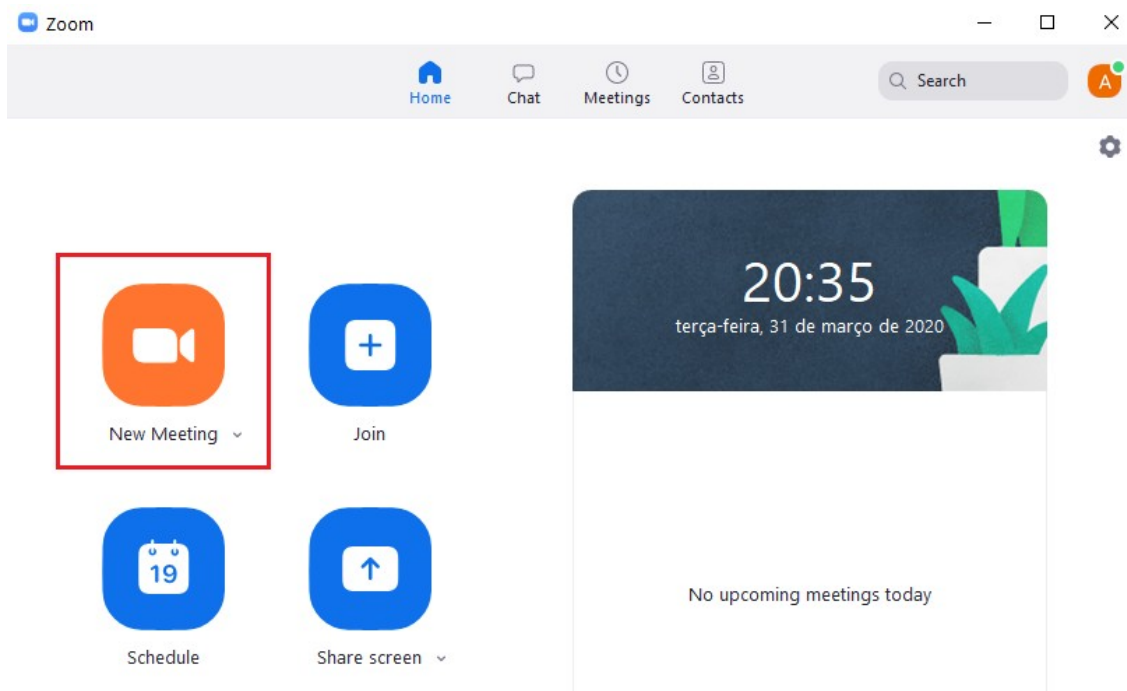 Zoom
Home Chat Meetings Contacts
Search
A
20:35
terça-feira, 31 de março de 2020
New Meeting
Join
19
Schedule
Share screen
No upcoming meetings today